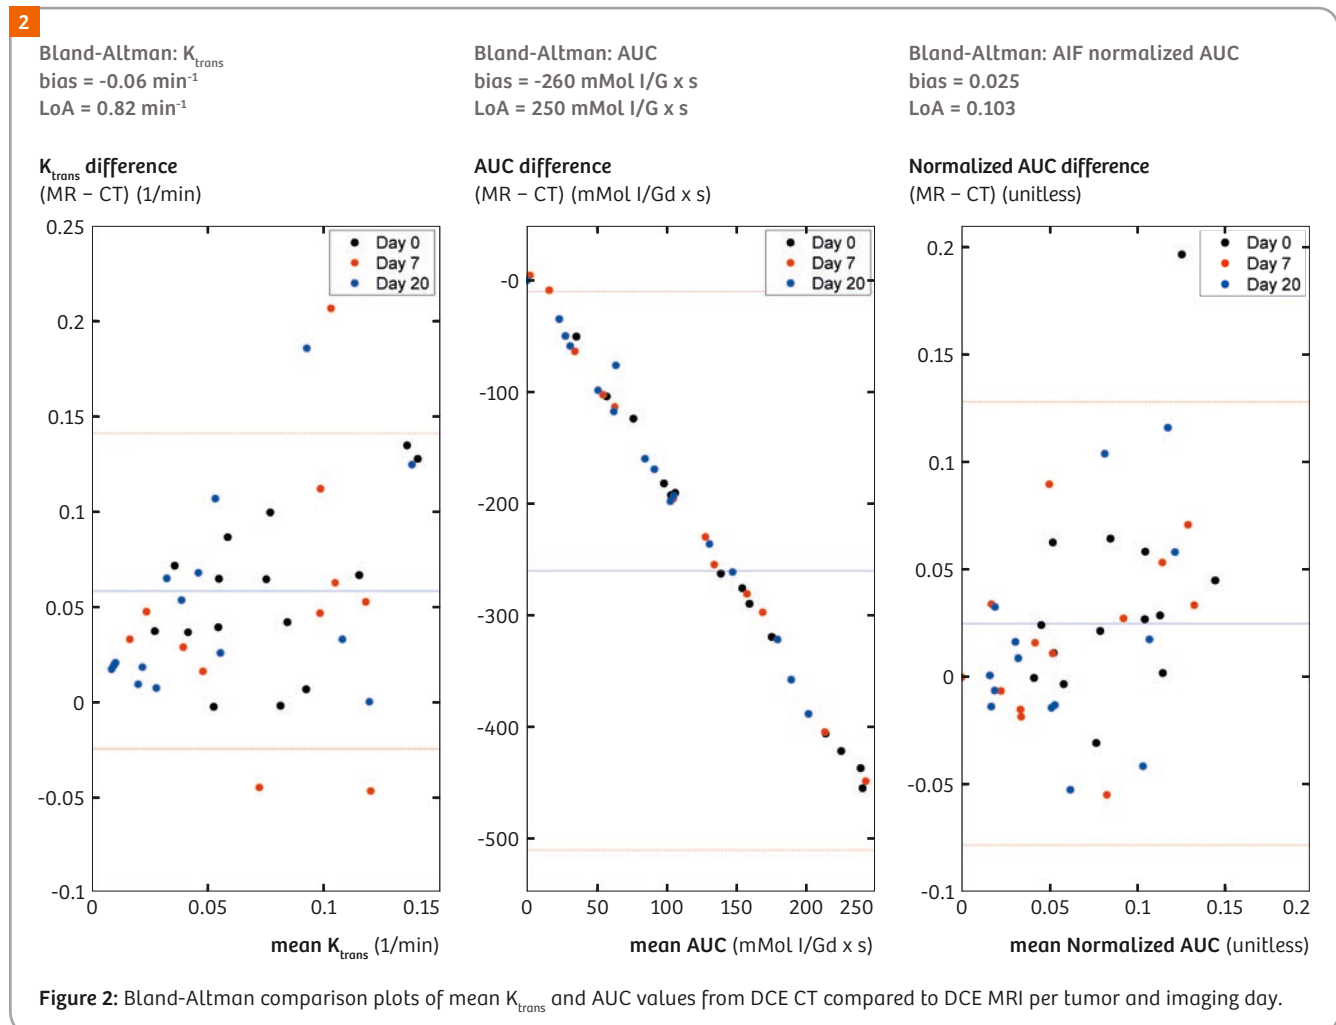 2
Bland-Altman: Ktrans
bias = -0.06 min-1
LoA = 0.82 min-1
Ktrans difference
(MR – CT) (1/min)
Day 0
Day 7
Day 20
0.25
0.2
0.15
0.1
0.05
0
-0.05
-0.1
0 0.05 0.1 0.15
mean Ktrans (1/min)
Bland-Altman: AUC
bias = -260 mMol I/G x s
LoA = 250 mMol I/G x s
AUC difference
(MR – CT) (mMol I/Gd x s)
Day 0
Day 7
Day 20
-0
-100
-200
-300
-400
-500
0 50 100 150 200 250
mean AUC (mMol I/Gd x s)
Bland-Altman: AIF normalized AUC
bias = 0.025
LoA = 0.103
Normalized AUC difference
(MR – CT) (unitless)
Day 0
Day 7
Day 20
0.2
0.15
0.1
0.05
0
-0.05
-0.1
0 0.05 0.1 0.15 0.2
mean Normalized AUC (unitless)
Figure 2: Bland-Altman comparison plots of mean Ktrans and AUC values from DCE CT compared to DCE MRI per tumor and imaging day.